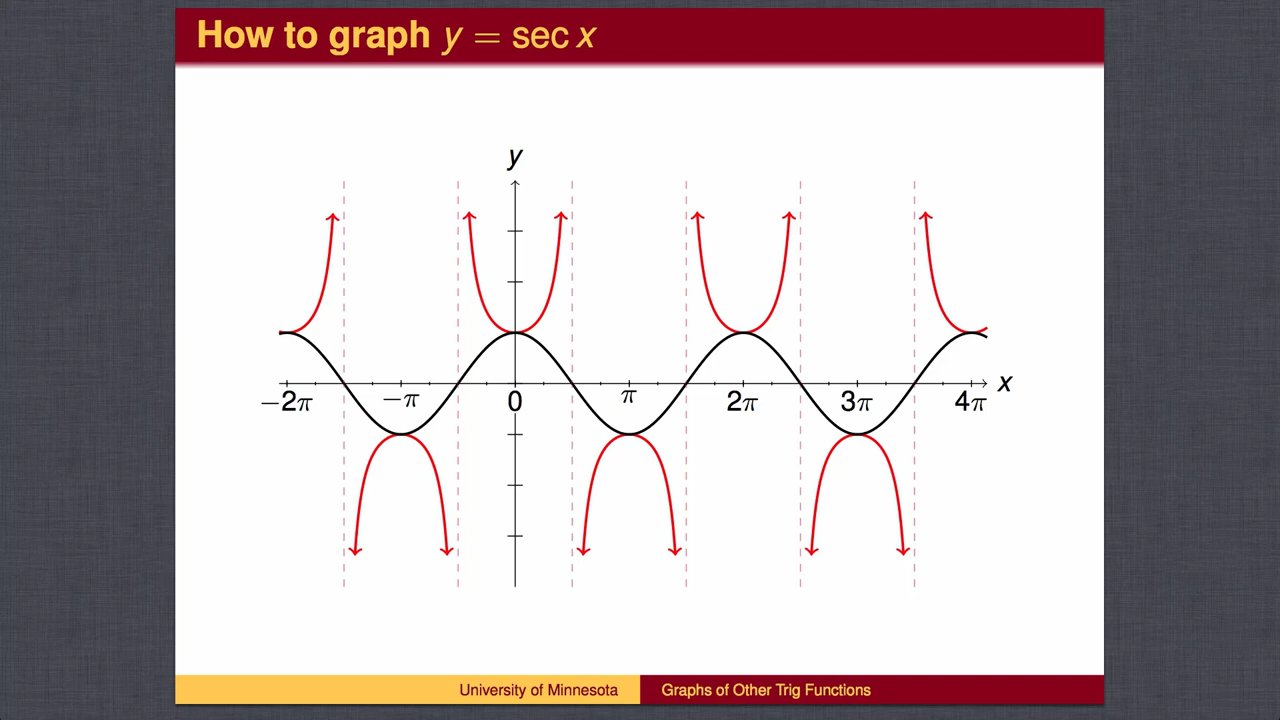 How to graph y = sec x
y
x
−2π −π 0 π 2π 3π 4π
University of Minnesota Graphs of Other Trig Functions